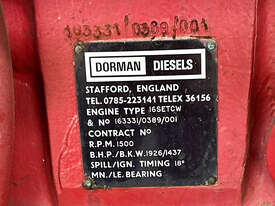 163331/0389/001
DORMAN DIESELS
STAFFORD, ENGLAND
TEL. 0785-223141 TELEX 36156
ENGINE TYPE 16SETCW
& NO 163331/0389/001
CONTRACT NO
R.P.M. 1500
B.H.P./B.K.W. 1926/1437
SPILL/IGN. TIMING 18°
MN./LE. BEARING